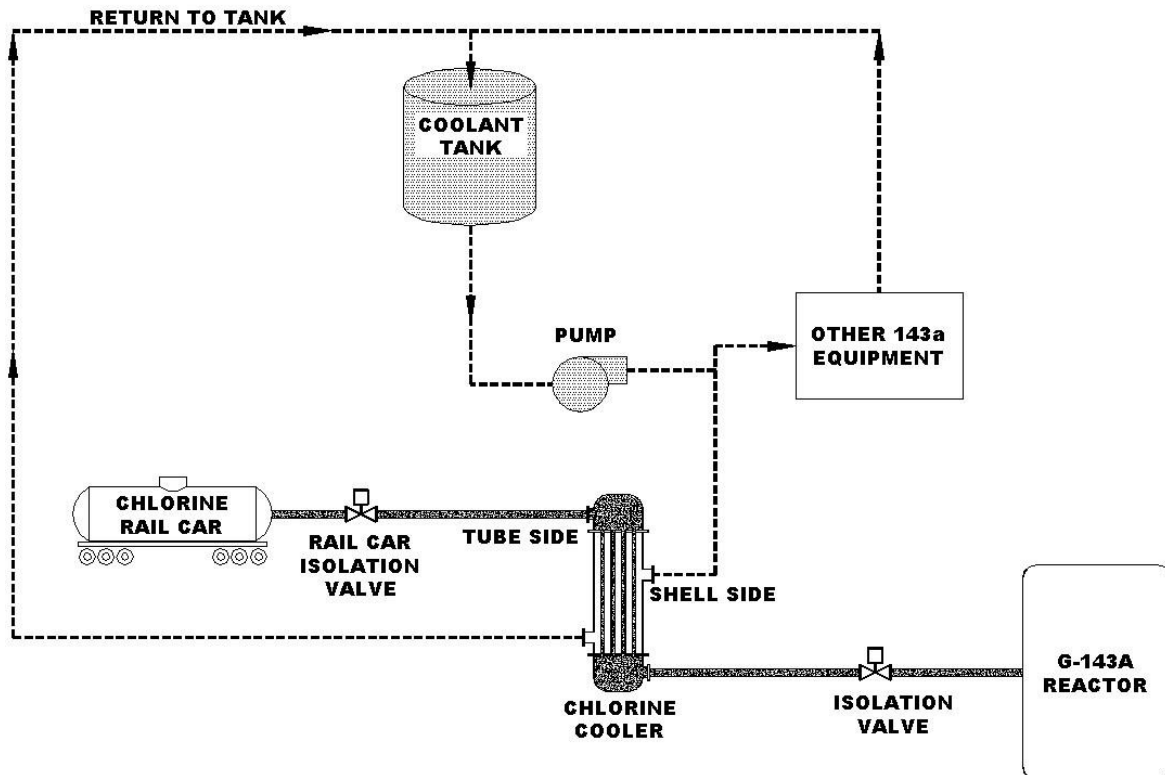 RETURN TO TANK
COOLANT
TANK
PUMP
OTHER 143a
EQUIPMENT
CHLORINE
RAIL CAR
RAIL CAR
ISOLATION
VALVE
TUBE SIDE
SHELL SIDE
CHLORINE
COOLER
ISOLATION
VALVE
G-143A
REACTOR